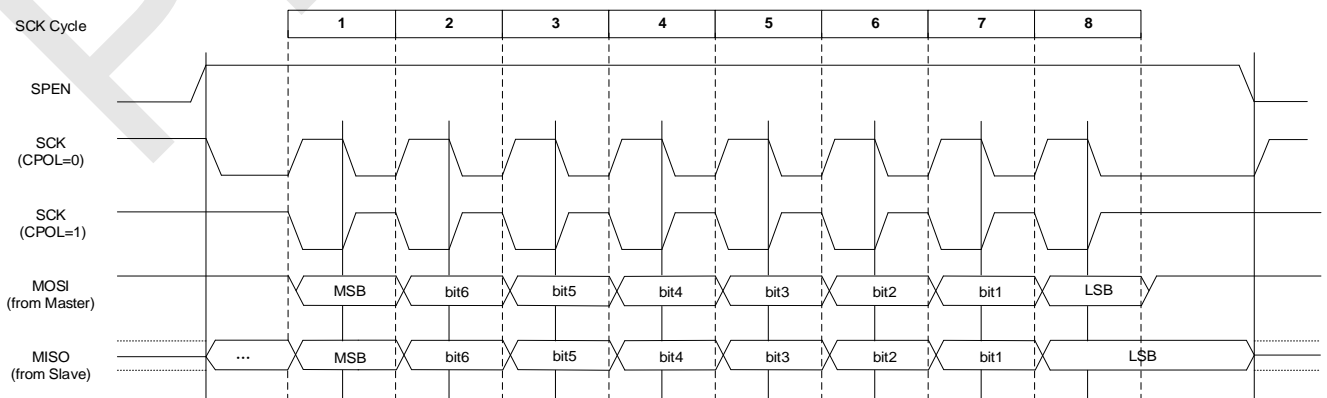 SCK Cycle 1 2 3 4 5 6 7 8
SPEN
SCK
(CPOL=0)
SCK
(CPOL=1)
MOSI
(from Master)
MSB bit6 bit5 bit4 bit3 bit2 bit1 LSB
MISO
(from Slave)
... MSB bit6 bit5 bit4 bit3 bit2 bit1 LSB